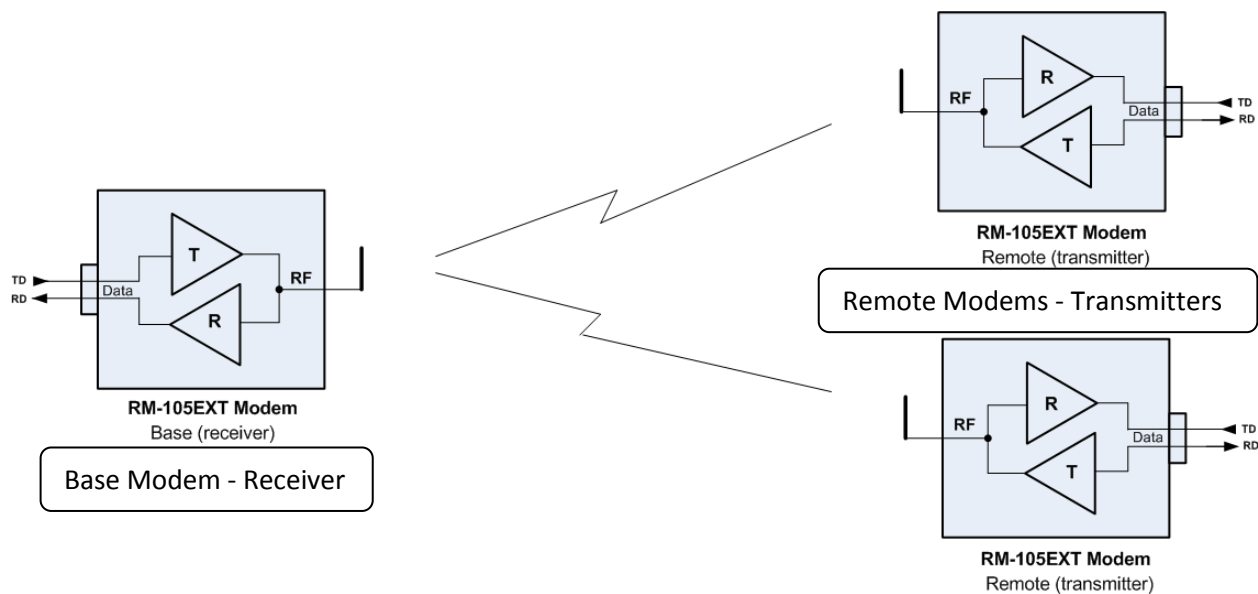 T
RF
TD
Data
RD
R
RM-105EXT Modem
Base (receiver)
Base Modem - Receiver
R
RF
TD
Data
RD
T
RM-105EXT Modem
Remote (transmitter)
Remote Modems - Transmitters
R
RF
TD
Data
RD
T
RM-105EXT Modem
Remote (transmitter)